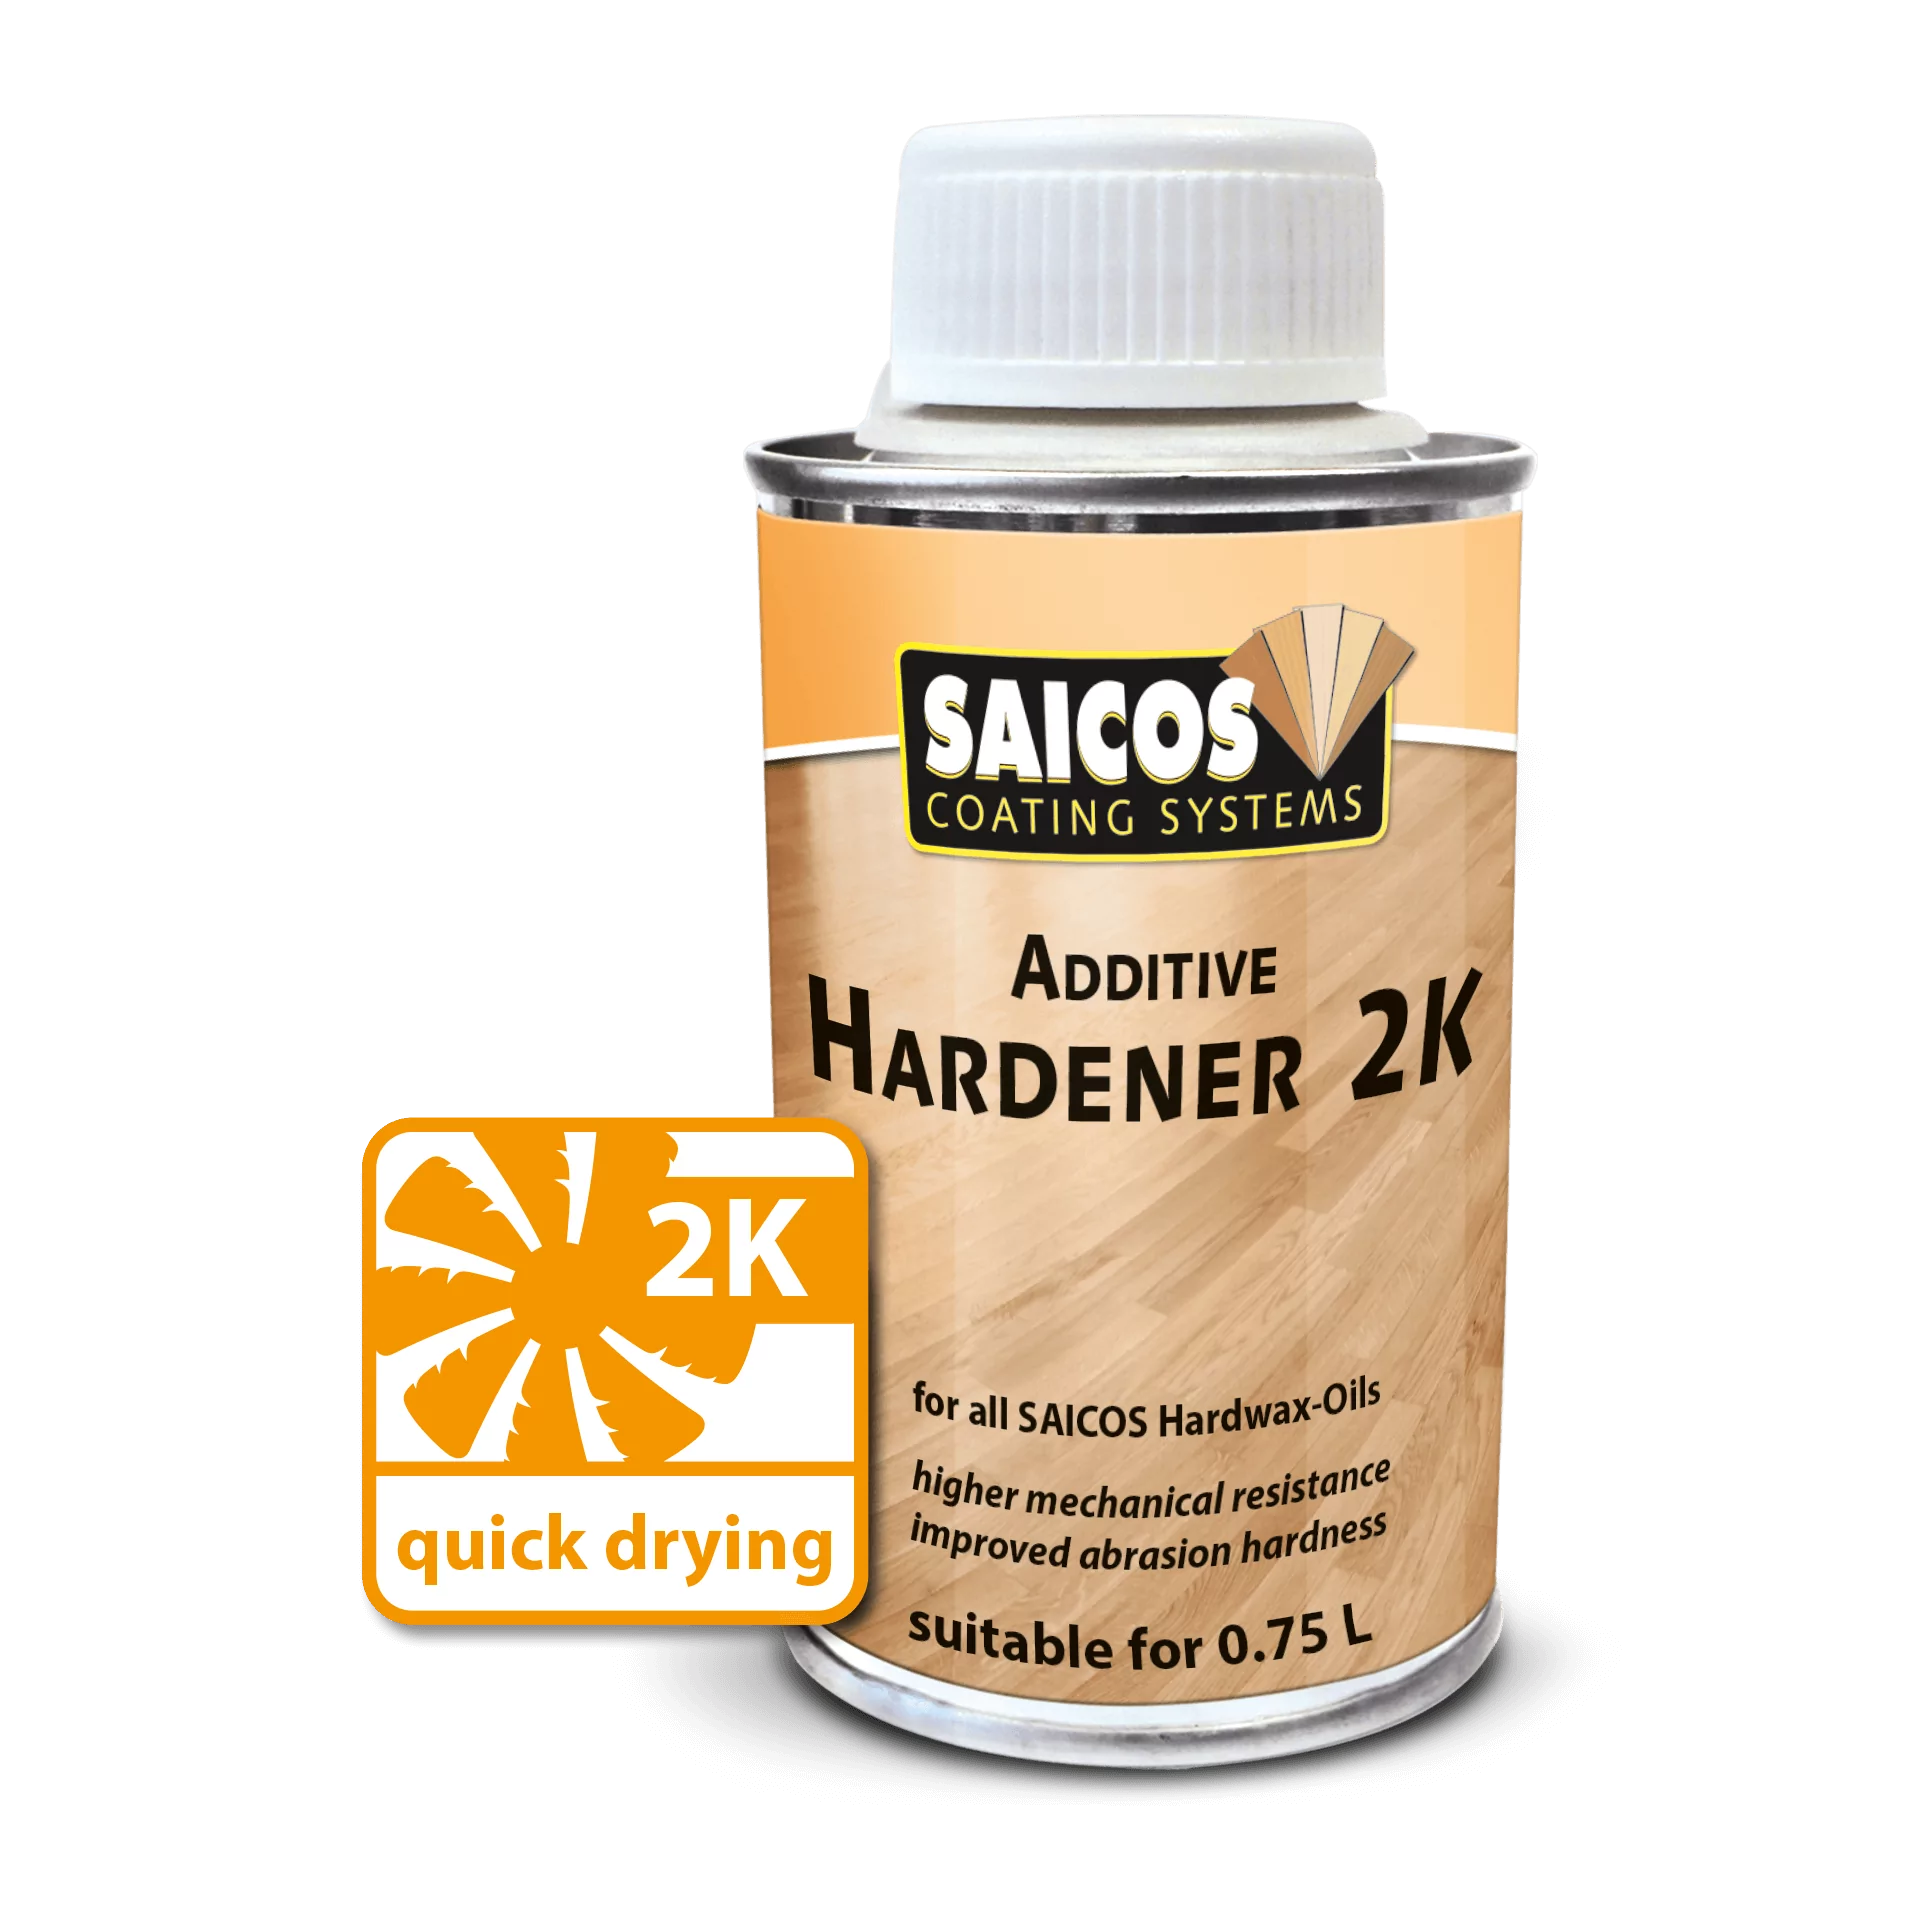 SAICOS
COATING SYSTEMS
ADDITIVE
HARDENER 2K
for all SAICOS Hardwax-Oils
higher mechanical resistance
improved abrasion hardness
suitable for 0.75 L
2K
quick drying